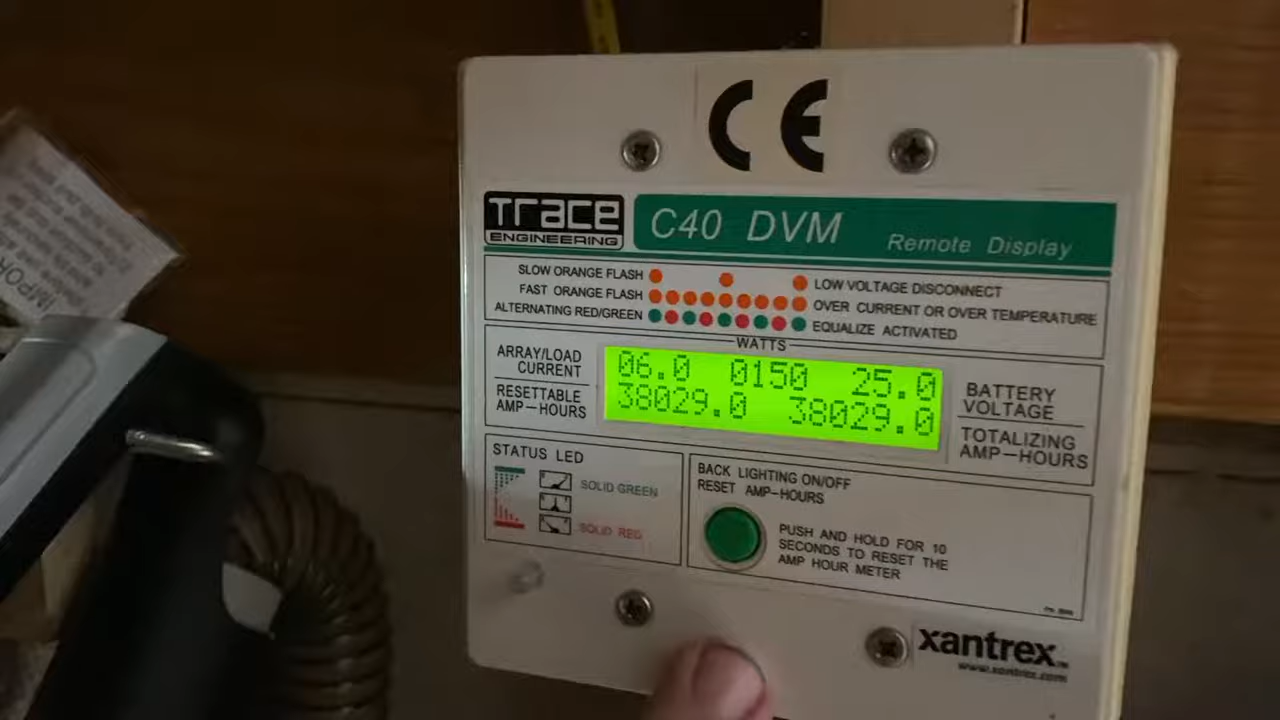 CE
TRACE
ENGINEERING
C40 DVM
Remote Display
SLOW ORANGE FLASH
LOW VOLTAGE DISCONNECT
FAST ORANGE FLASH
OVER CURRENT OR OVER TEMPERATURE
ALTERNATING RED/GREEN
EQUALIZE ACTIVATED
WATTS
ARRAY/LOAD
CURRENT
RESETTABLE
AMP-HOURS
06.0 0150 25.0
38029.0 38029.0
BATTERY
VOLTAGE
TOTALIZING
AMP-HOURS
STATUS LED
SOLID GREEN
SOLID RED
BACK LIGHTING ON/OFF
RESET AMP-HOURS
PUSH AND HOLD FOR 10
SECONDS TO RESET THE
AMP HOUR METER
xantrex
www.xantrex.com